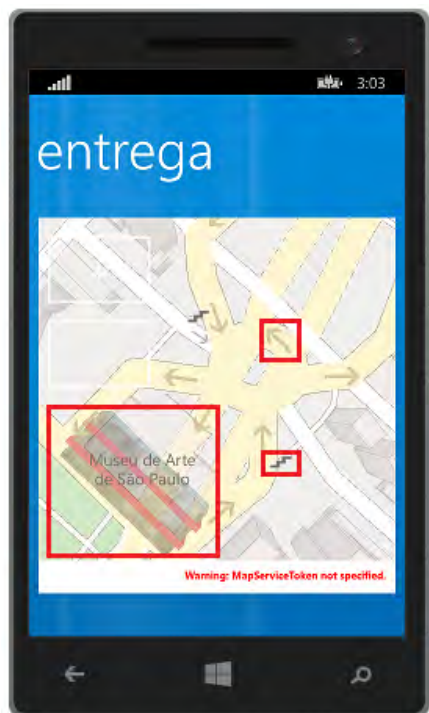 3:03
entrega
Museu de Arte
de São Paulo
Warning: MapServiceToken not specified.